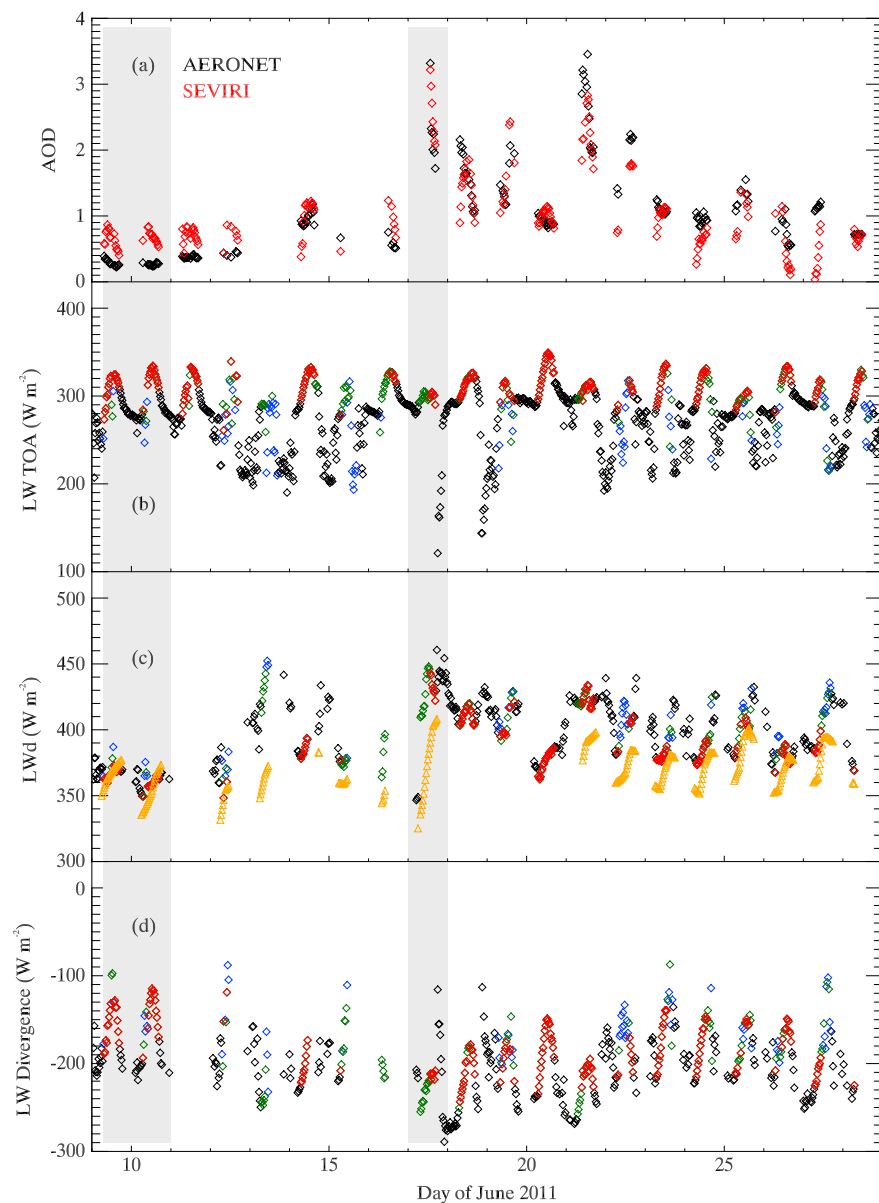 4
(a)
AERONET
SEVIRI
3
AOD
2
1
0
400
LW TOA (W m-2)
300
200
(b)
100
500
(c)
450
LWd (W m-2)
400
350
300
0
(d)
LW Divergence (W m-2)
-100
-200
-300
10
15
20
25
Day of June 2011